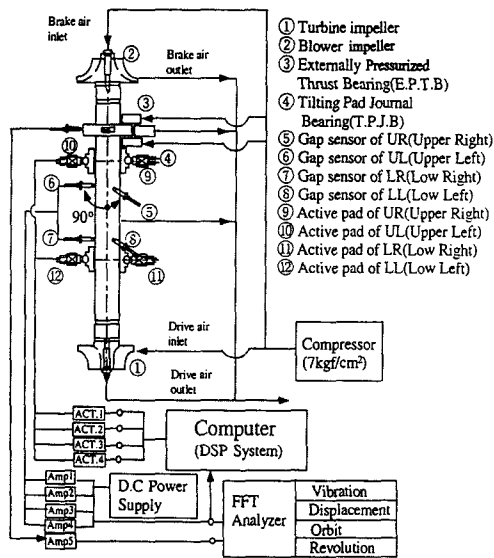 Brake air
inlet
②
Brake air
outlet
③
⑩
④
⑨
⑥
90°
⑤
⑦
⑧
⑫
⑪
Drive air
inlet
①
Drive air
outlet
Compressor
(7kgf/cm²)
① Turbine impeller
② Blower impeller
③ Externally Pressurized
Thrust Bearing(E.P.T.B)
④ Tilting Pad Journal
Bearing(T.P.J.B)
⑤ Gap sensor of UR(Upper Right)
⑥ Gap sensor of UL(Upper Left)
⑦ Gap sensor of LR(Low Right)
⑧ Gap sensor of LL(Low Left)
⑨ Active pad of UR(Upper Right)
⑩ Active pad of UL(Upper Left)
⑪ Active pad of LR(Low Right)
⑫ Active pad of LL(Low Left)
ACT.1
ACT.2
ACT.3
ACT.4
Computer
(DSP System)
Amp1
Amp2
Amp3
Amp4
Amp5
D.C Power
Supply
FFT
Analyzer
Vibration
Displacement
Orbit
Revolution